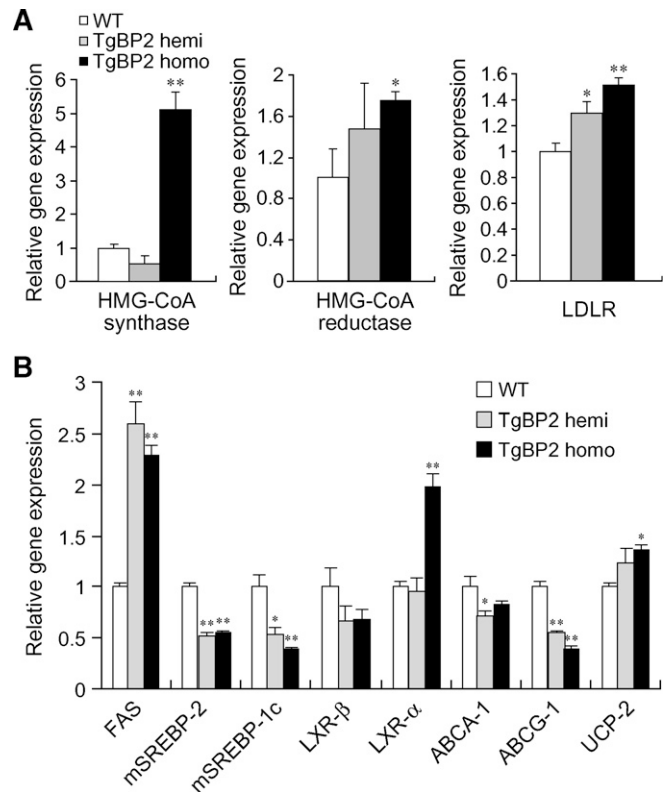 A
WT
TgBP2 hemi
TgBP2 homo
Relative gene expression
6
5
4
3
2
1
0
**
HMG-CoA
synthase
Relative gene expression
2
1.6
1.2
0.8
0.4
0
*
HMG-CoA
reductase
Relative gene expression
1.6
1.4
1.2
1
0.8
0.6
0.4
0.2
0
*
**
LDLR
B
WT
TgBP2 hemi
TgBP2 homo
Relative gene expression
3
2.5
2
1.5
1
0.5
0
**
**
**
**
*
**
**
*
**
**
*
FAS
mSREBP-2
mSREBP-1c
LXR-β
LXR-α
ABCA-1
ABCG-1
UCP-2